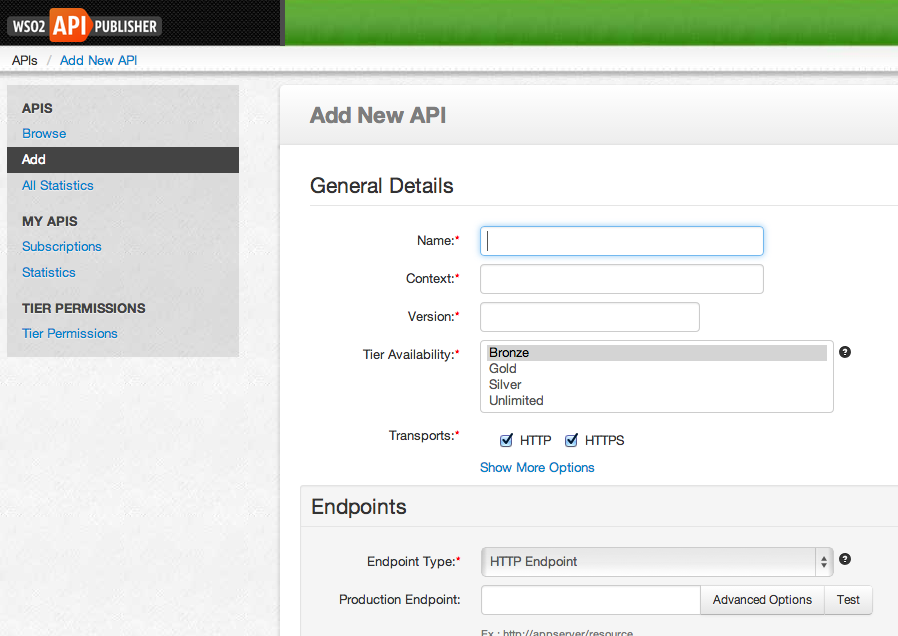 WSO2 API PUBLISHER
APIs / Add New API
APIS
Browse
Add
All Statistics
MY APIS
Subscriptions
Statistics
TIER PERMISSIONS
Tier Permissions
Add New API
General Details
Name:*
Context:*
Version:*
Tier Availability:*
Bronze
Gold
Silver
Unlimited
Transports:*
HTTP HTTPS
Show More Options
Endpoints
Endpoint Type:* HTTP Endpoint
Production Endpoint: Advanced Options Test
Ex.: http://appserver/resource